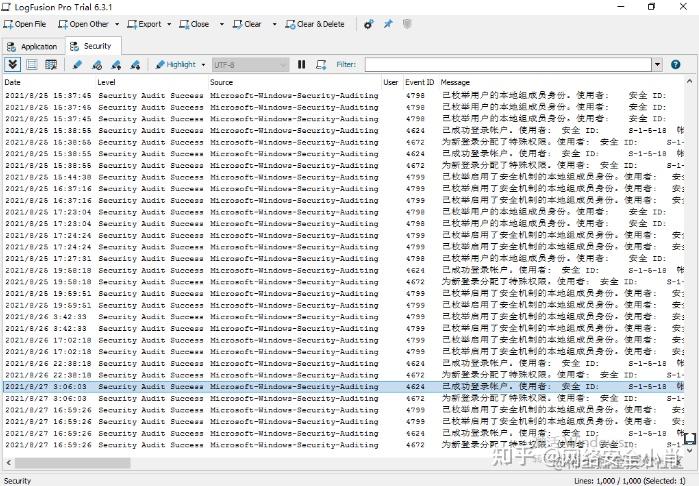 LogFusion Pro Trial 6.3.1
Open File Open Other Export Close Clear Clear & Delete
Application Security
Highlight UTF-8 Filter:
Date Level Source User Event ID Message
2021/8/25 15:37:45 Security Audit Success Microsoft-Windows-Security-Auditing 4798 已枚举用户的本地组成员身份。使用者: 安全 ID:
2021/8/25 15:37:45 Security Audit Success Microsoft-Windows-Security-Auditing 4798 已枚举用户的本地组成员身份。使用者: 安全 ID:
2021/8/25 15:37:45 Security Audit Success Microsoft-Windows-Security-Auditing 4798 已枚举用户的本地组成员身份。使用者: 安全 ID:
2021/8/25 15:38:55 Security Audit Success Microsoft-Windows-Security-Auditing 4624 已成功登录帐户。使用者: 安全 ID: S-1-5-18 帐
2021/8/25 15:38:55 Security Audit Success Microsoft-Windows-Security-Auditing 4672 为新登录分配了特殊权限。使用者: 安全 ID: S-1-
2021/8/25 15:38:55 Security Audit Success Microsoft-Windows-Security-Auditing 4624 已成功登录帐户。使用者: 安全 ID: S-1-5-18 帐
2021/8/25 15:38:55 Security Audit Success Microsoft-Windows-Security-Auditing 4672 为新登录分配了特殊权限。使用者: 安全 ID: S-1-
2021/8/25 15:44:38 Security Audit Success Microsoft-Windows-Security-Auditing 4799 已枚举启用了安全机制的本地组成员身份。使用者: 安
2021/8/25 16:37:16 Security Audit Success Microsoft-Windows-Security-Auditing 4799 已枚举启用了安全机制的本地组成员身份。使用者: 安
2021/8/25 16:37:16 Security Audit Success Microsoft-Windows-Security-Auditing 4799 已枚举启用了安全机制的本地组成员身份。使用者: 安
2021/8/25 17:23:04 Security Audit Success Microsoft-Windows-Security-Auditing 4798 已枚举用户的本地组成员身份。使用者: 安全 ID:
2021/8/25 17:23:04 Security Audit Success Microsoft-Windows-Security-Auditing 4798 已枚举用户的本地组成员身份。使用者: 安全 ID:
2021/8/25 17:24:24 Security Audit Success Microsoft-Windows-Security-Auditing 4799 已枚举启用了安全机制的本地组成员身份。使用者: 安
2021/8/25 17:24:24 Security Audit Success Microsoft-Windows-Security-Auditing 4799 已枚举启用了安全机制的本地组成员身份。使用者: 安
2021/8/25 17:27:31 Security Audit Success Microsoft-Windows-Security-Auditing 4798 已枚举用户的本地组成员身份。使用者: 安全 ID:
2021/8/25 19:58:18 Security Audit Success Microsoft-Windows-Security-Auditing 4624 已成功登录帐户。使用者: 安全 ID: S-1-5-18 帐
2021/8/25 19:58:18 Security Audit Success Microsoft-Windows-Security-Auditing 4672 为新登录分配了特殊权限。使用者: 安全 ID: S-1-
2021/8/25 19:59:51 Security Audit Success Microsoft-Windows-Security-Auditing 4799 已枚举启用了安全机制的本地组成员身份。使用者: 安
2021/8/25 19:59:51 Security Audit Success Microsoft-Windows-Security-Auditing 4799 已枚举启用了安全机制的本地组成员身份。使用者: 安
2021/8/26 3:42:33 Security Audit Success Microsoft-Windows-Security-Auditing 4799 已枚举启用了安全机制的本地组成员身份。使用者: 安
2021/8/26 3:42:33 Security Audit Success Microsoft-Windows-Security-Auditing 4799 已枚举启用了安全机制的本地组成员身份。使用者: 安
2021/8/26 17:02:18 Security Audit Success Microsoft-Windows-Security-Auditing 4799 已枚举启用了安全机制的本地组成员身份。使用者: 安
2021/8/26 17:02:18 Security Audit Success Microsoft-Windows-Security-Auditing 4799 已枚举启用了安全机制的本地组成员身份。使用者: 安
2021/8/26 22:38:18 Security Audit Success Microsoft-Windows-Security-Auditing 4624 已成功登录帐户。使用者: 安全 ID: S-1-5-18 帐
2021/8/26 22:38:18 Security Audit Success Microsoft-Windows-Security-Auditing 4672 为新登录分配了特殊权限。使用者: 安全 ID: S-1-
2021/8/27 3:06:03 Security Audit Success Microsoft-Windows-Security-Auditing 4624 已成功登录帐户。使用者: 安全 ID: S-1-5-18 帐
2021/8/27 3:06:03 Security Audit Success Microsoft-Windows-Security-Auditing 4672 为新登录分配了特殊权限。使用者: 安全 ID: S-1-
2021/8/27 16:59:26 Security Audit Success Microsoft-Windows-Security-Auditing 4799 已枚举启用了安全机制的本地组成员身份。使用者: 安
2021/8/27 16:59:26 Security Audit Success Microsoft-Windows-Security-Auditing 4799 已枚举启用了安全机制的本地组成员身份。使用者: 安
2021/8/27 16:59:26 Security Audit Success Microsoft-Windows-Security-Auditing 4624 已成功登录帐户。使用者: 安全 ID: S-1-5-18 帐
2021/8/27 16:59:26 Security Audit Success Microsoft-Windows-Security-Auditing 4672 为新登录分配了特殊权限。使用者:
知乎 @网络安全小学
Security Lines: 1,000 / 1,000 (Selected: 1)